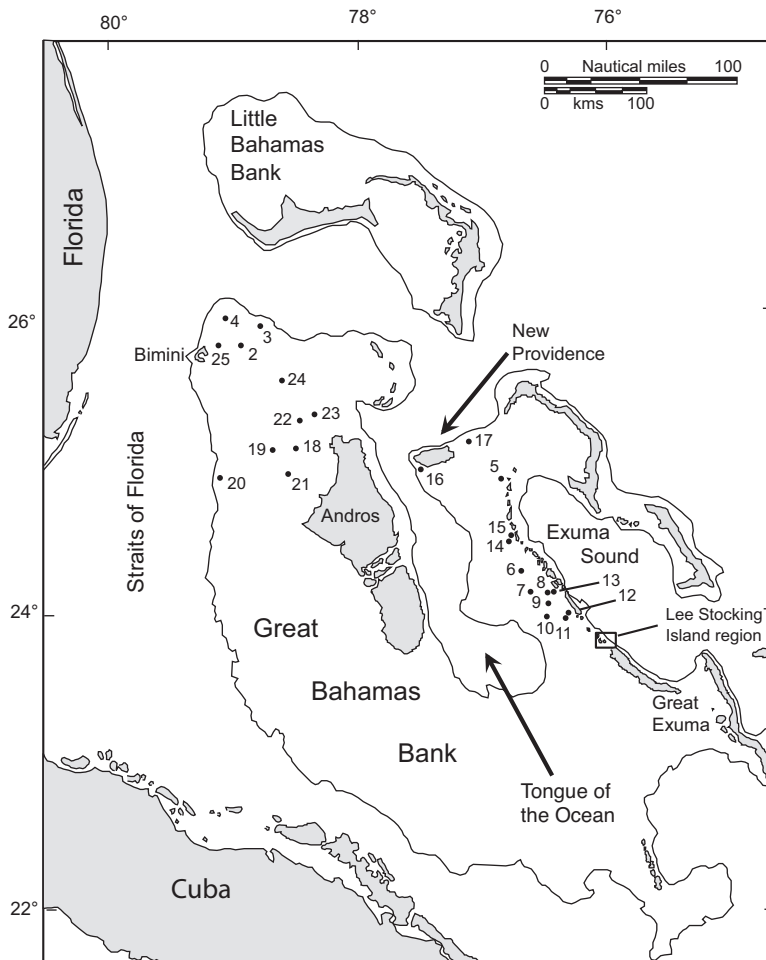 80°
78°
76°
0 Nautical miles 100
0 kms 100
Little
Bahamas
Bank
Florida
26°
4
3
New
Providence
Bimini
25
2
24
22
23
17
19
18
16
5
20
21
Straits of Florida
Andros
15
14
Exuma
Sound
6
7
8
13
9
12
10
11
24°
Lee Stocking
Island region
Great
Bahamas
Bank
Great
Exuma
Tongue of
the Ocean
Cuba
22°